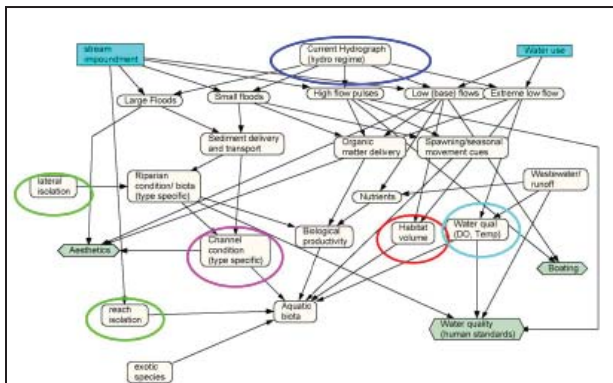 stream
impoundment
Current Hydrograph
(hydro regime)
Water use
Large Floods
Small floods
High flow pulses
Low (base) flows
Extreme low flow
Sediment delivery
and transport
Organic
matter delivery
Spawning/seasonal
movement cues
lateral
isolation
Riparian
condition/ biota
(type specific)
Nutrients
Wastewater/
runoff
Aesthetics
Channel
condition
(type specific)
Biological
productivity
Habitat
volume
Water qual
(DO, Temp)
Boating
reach
isolation
Aquatic
biota
Water quality
(human standards)
exotic
species